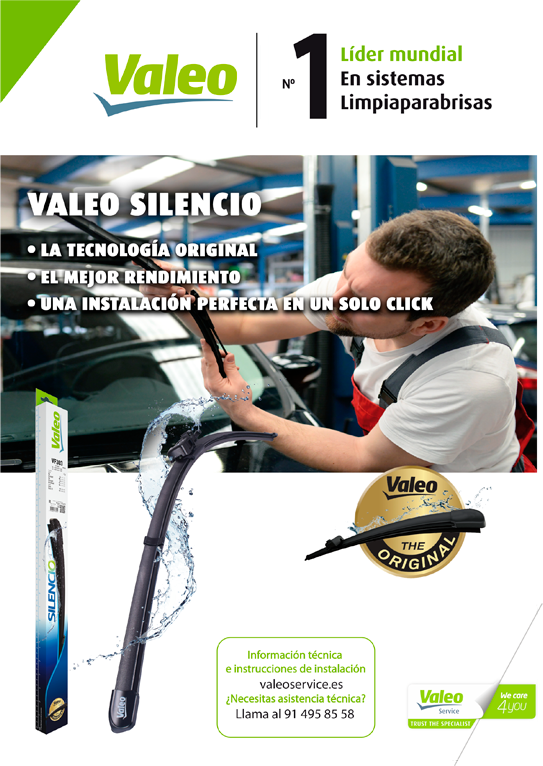 Valeo
Nº 1
Líder mundial
En sistemas
Limpiaparabrisas
VALEO SILENCIO
• LA TECNOLOGÍA ORIGINAL
• EL MEJOR RENDIMIENTO
• UNA INSTALACIÓN PERFECTA EN UN SOLO CLICK
Valeo
SILENCIO
Valeo
Valeo
THE
ORIGINAL
Información técnica
e instrucciones de instalación
valeoservice.es
¿Necesitas asistencia técnica?
Llama al 91 495 85 58
Valeo
Service
TRUST THE SPECIALIST
We care
4you